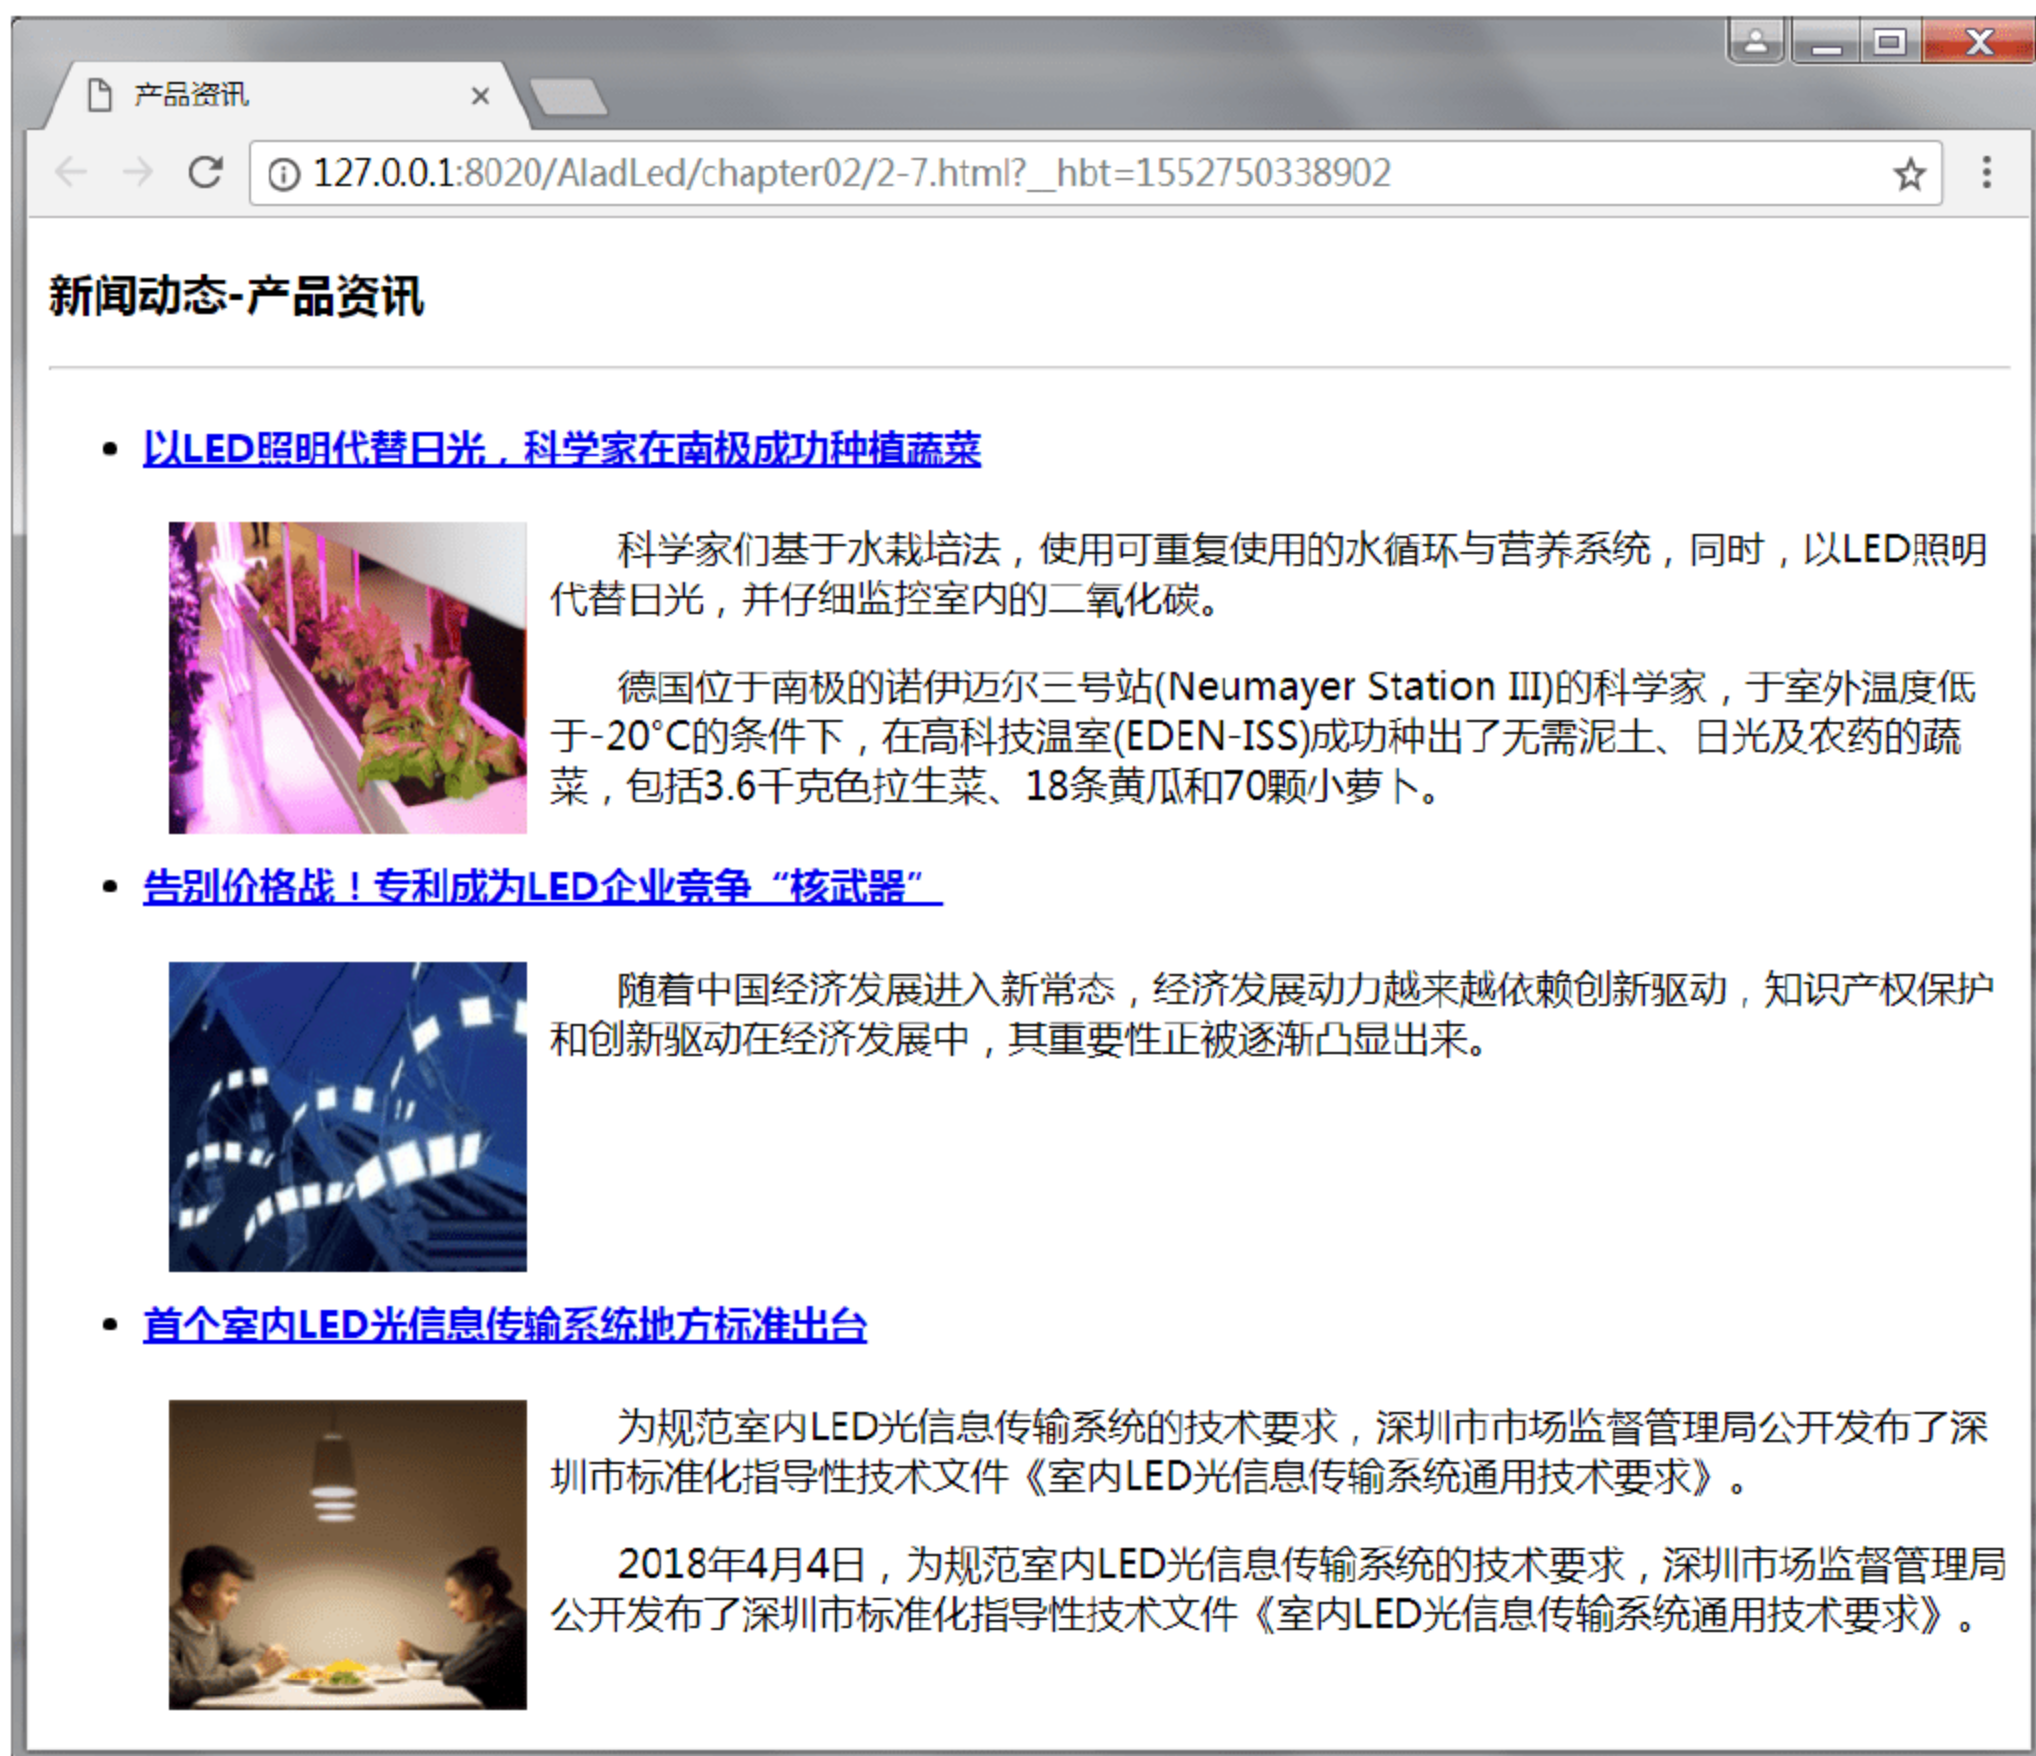 产品资讯
127.0.0.1:8020/AladLed/chapter02/2-7.html?__hbt=1552750338902
新闻动态-产品资讯
以LED照明代替日光，科学家在南极成功种植蔬菜
科学家们基于水栽培法，使用可重复使用的水循环与营养系统，同时，以LED照明
代替日光，并仔细监控室内的二氧化碳。
德国位于南极的诺伊迈尔三号站(Neumayer Station III)的科学家，于室外温度低
于-20°C的条件下，在高科技温室(EDEN-ISS)成功种出了无需泥土、日光及农药的蔬
菜，包括3.6千克色拉生菜、18条黄瓜和70颗小萝卜。
告别价格战！专利成为LED企业竞争“核武器”
随着中国经济发展进入新常态，经济发展动力越来越依赖创新驱动，知识产权保护
和创新驱动在经济发展中，其重要性正被逐渐凸显出来。
首个室内LED光信息传输系统地方标准出台
为规范室内LED光信息传输系统的技术要求，深圳市市场监督管理局公开发布了深
圳市标准化指导性技术文件《室内LED光信息传输系统通用技术要求》。
2018年4月4日，为规范室内LED光信息传输系统的技术要求，深圳市场监督管理局
公开发布了深圳市标准化指导性技术文件《室内LED光信息传输系统通用技术要求》。